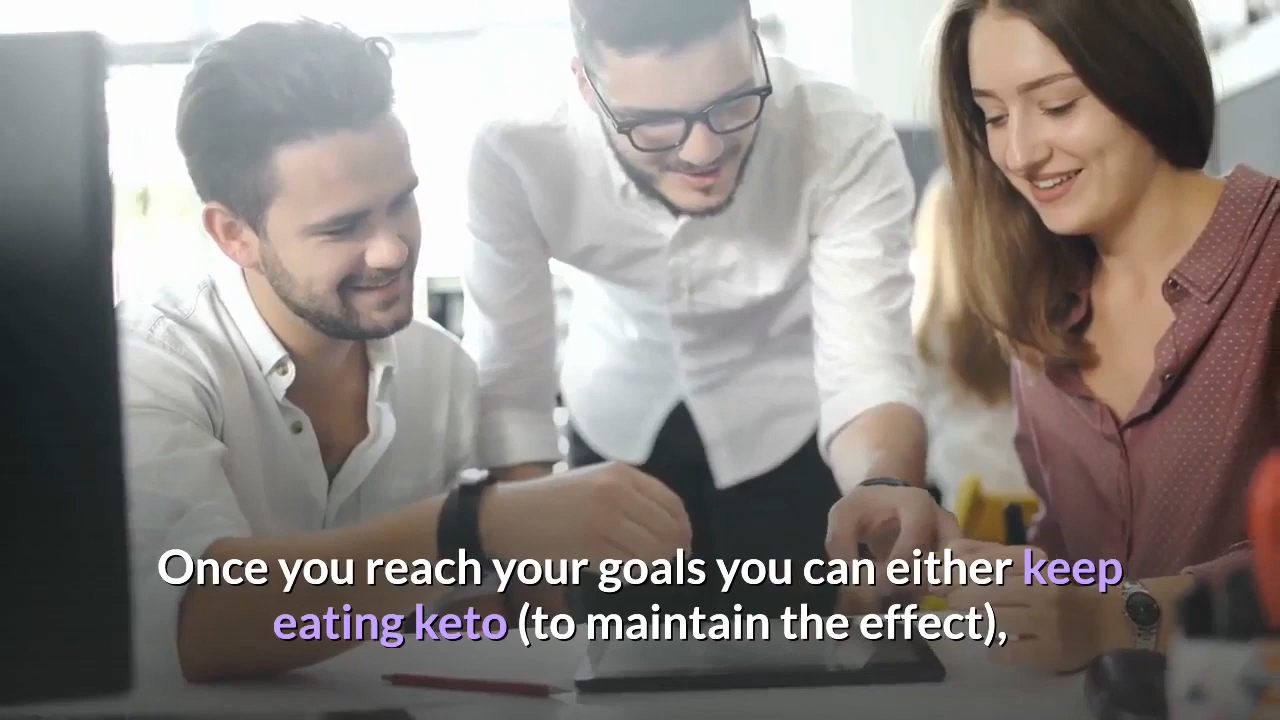 Once you reach your goals you can either keep
eating keto (to maintain the effect),